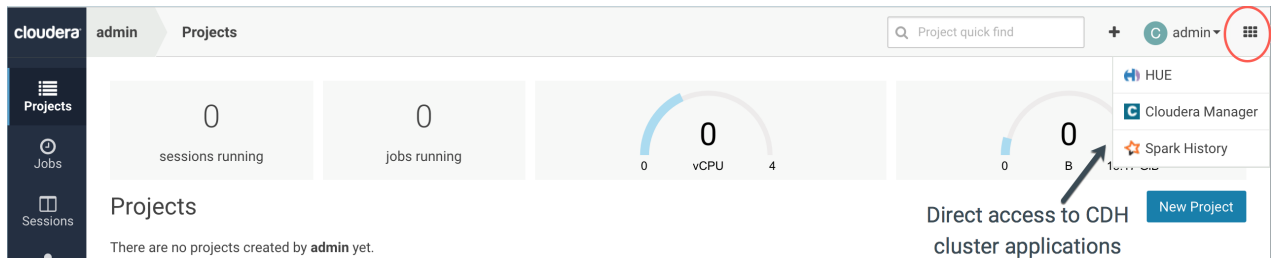 cloudera
admin
Projects
Project quick find
C
admin
HUE
Cloudera Manager
Spark History
Projects
Jobs
Sessions
0
sessions running
0
jobs running
0
0
vCPU
4
0
0
B
Direct access to CDH
cluster applications
New Project
Projects
There are no projects created by admin yet.